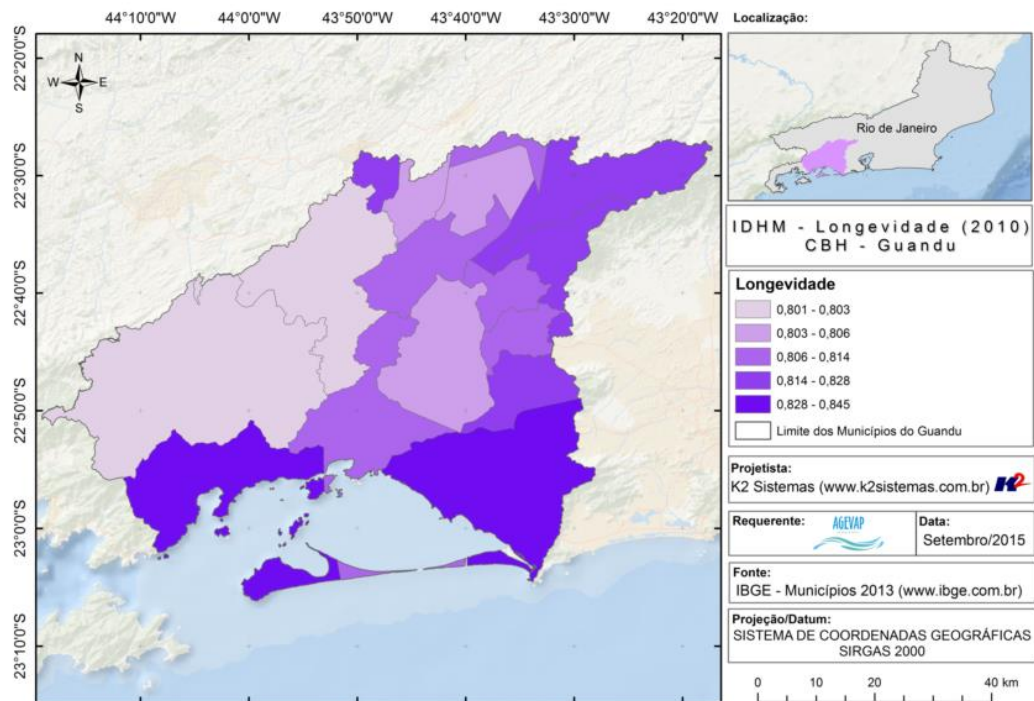 44°10'0"W 44°0'0"W 43°50'0"W 43°40'0"W 43°30'0"W 43°20'0"W
22°20'0"S
22°30'0"S
22°40'0"S
22°50'0"S
23°0'0"S
23°10'0"S
N
W E
S
Localização:
Rio de Janeiro
IDHM - Longevidade (2010)
CBH - Guandu
Longevidade
0,801 - 0,803
0,803 - 0,806
0,806 - 0,814
0,814 - 0,828
0,828 - 0,845
Limite dos Municípios do Guandu
Projetista:
K2 Sistemas (www.k2sistemas.com.br) K2
Requerente: AGEVAP
Data:
Setembro/2015
Fonte:
IBGE - Municípios 2013 (www.ibge.com.br)
Projeção/Datum:
SISTEMA DE COORDENADAS GEOGRÁFICAS
SIRGAS 2000
0 10 20 40 km